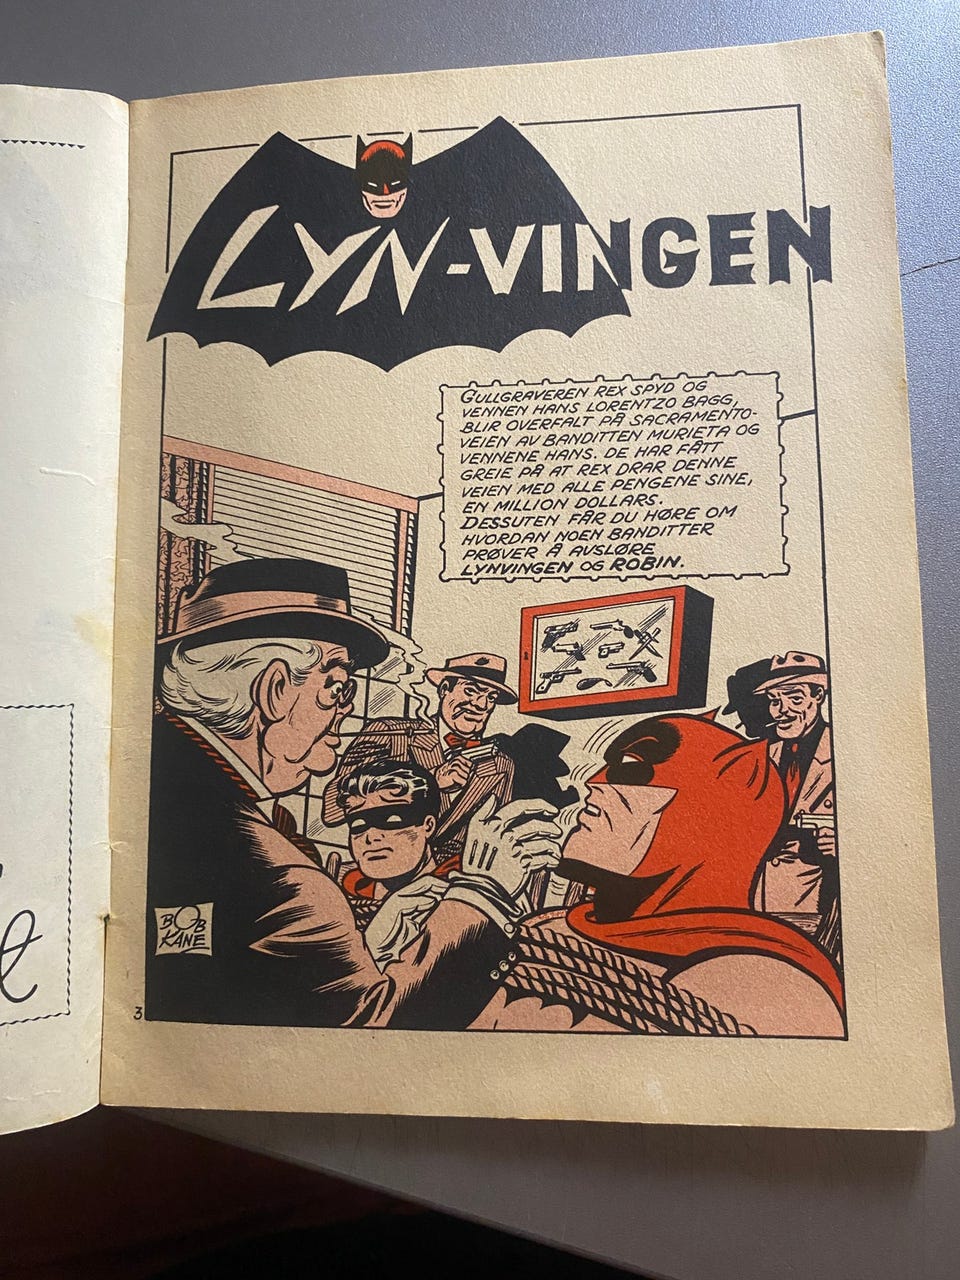 LYN-VINGEN
GULLGRAVEREN REX SPYD OG
VENNEN HANS LORENTZO BAGG,
BLIR OVERFALT PÅ SACRAMENTO-
VEIEN AV BANDITTEN MURIETA OG
VENNENE HANS. DE HAR FÅTT
GREIE PÅ AT REX DRAR DENNE
VEIEN MED ALLE PENGENE SINE,
EN MILLION DOLLARS.
DESSUTEN FÅR DU HØRE OM
HVORDAN NOEN BANDITTER
PRØVER Å AVSLØRE
LYNVINGEN OG ROBIN.
BOB
KANE
3